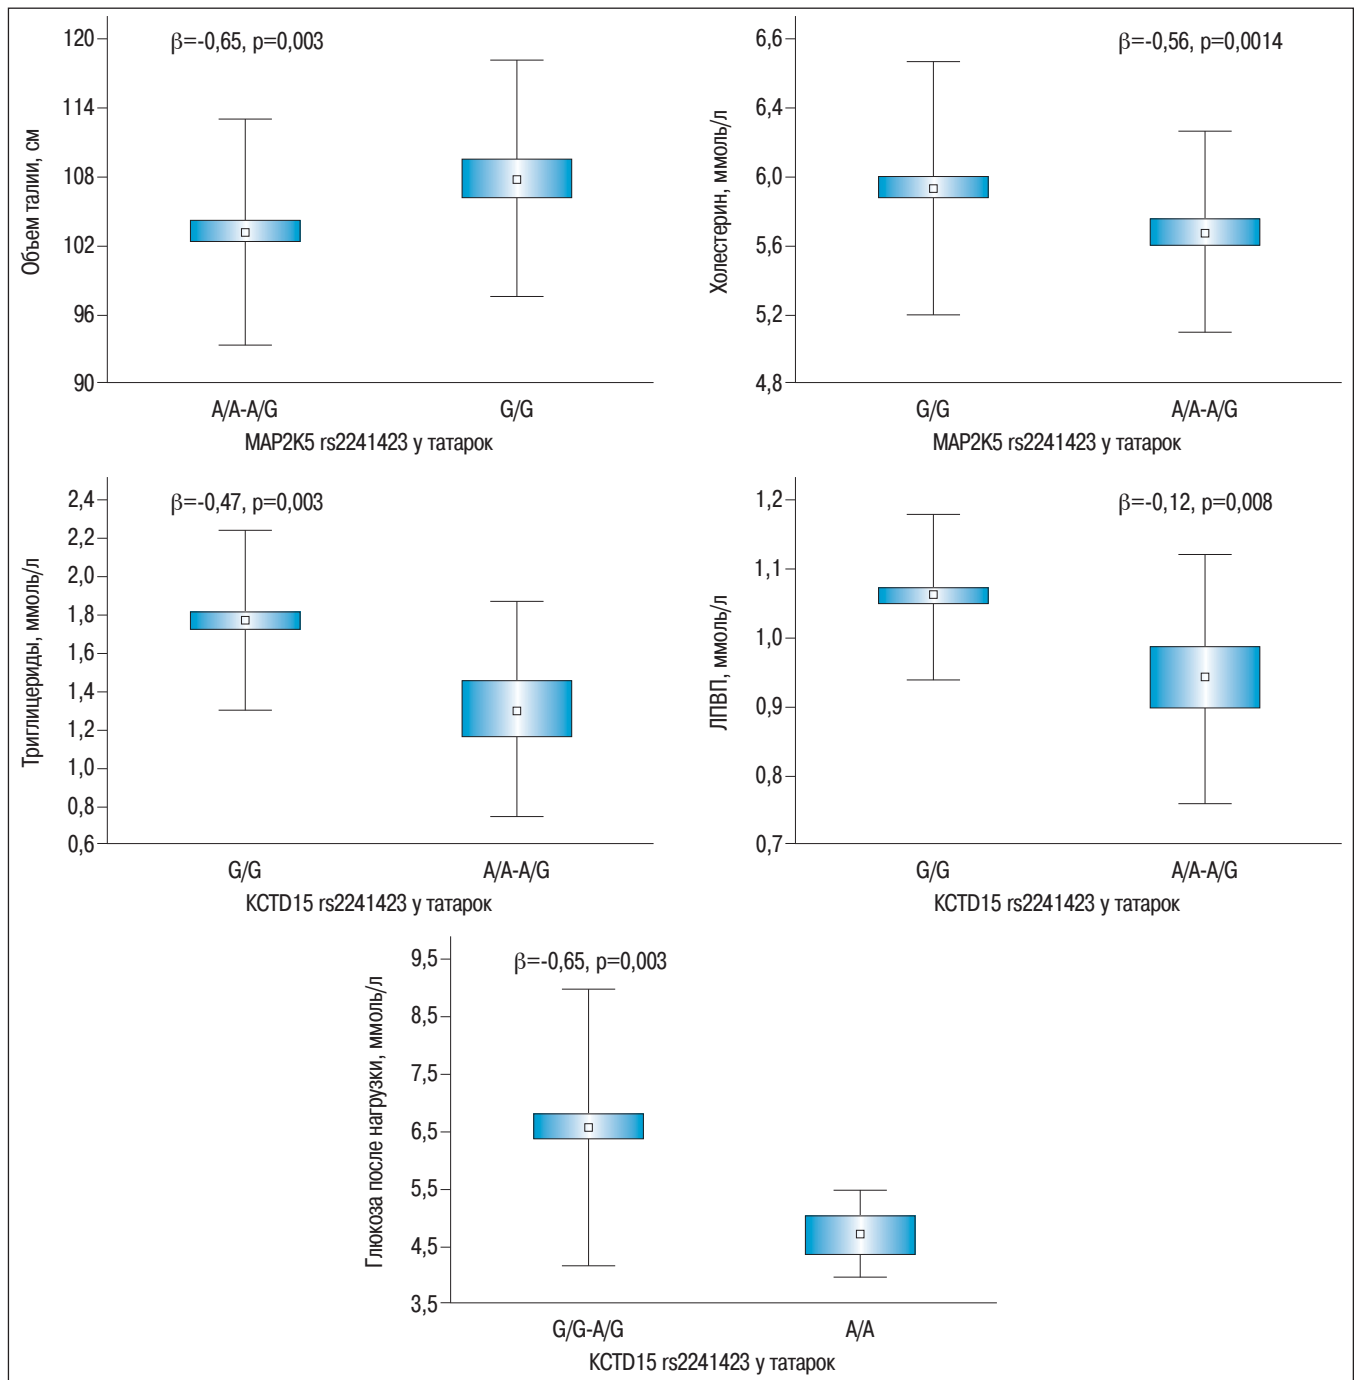 β=-0,65, p=0,003
Объем талии, см
120
114
108
102
96
90
A/A-A/G
G/G
MAP2K5 rs2241423 у татарок
β=-0,56, p=0,0014
Холестерин, ммоль/л
6,6
6,4
6,0
5,6
5,2
4,8
G/G
A/A-A/G
MAP2K5 rs2241423 у татарок
β=-0,47, p=0,003
Триглицериды, ммоль/л
2,4
2,2
2,0
1,8
1,6
1,4
1,2
1,0
0,8
0,6
G/G
A/A-A/G
KCTD15 rs2241423 у татарок
β=-0,12, p=0,008
ЛПВП, ммоль/л
1,2
1,1
1,0
0,9
0,8
0,7
G/G
A/A-A/G
KCTD15 rs2241423 у татарок
β=-0,65, p=0,003
Глюкоза после нагрузки, ммоль/л
9,5
8,5
7,5
6,5
5,5
4,5
3,5
G/G-A/G
A/A
KCTD15 rs2241423 у татарок